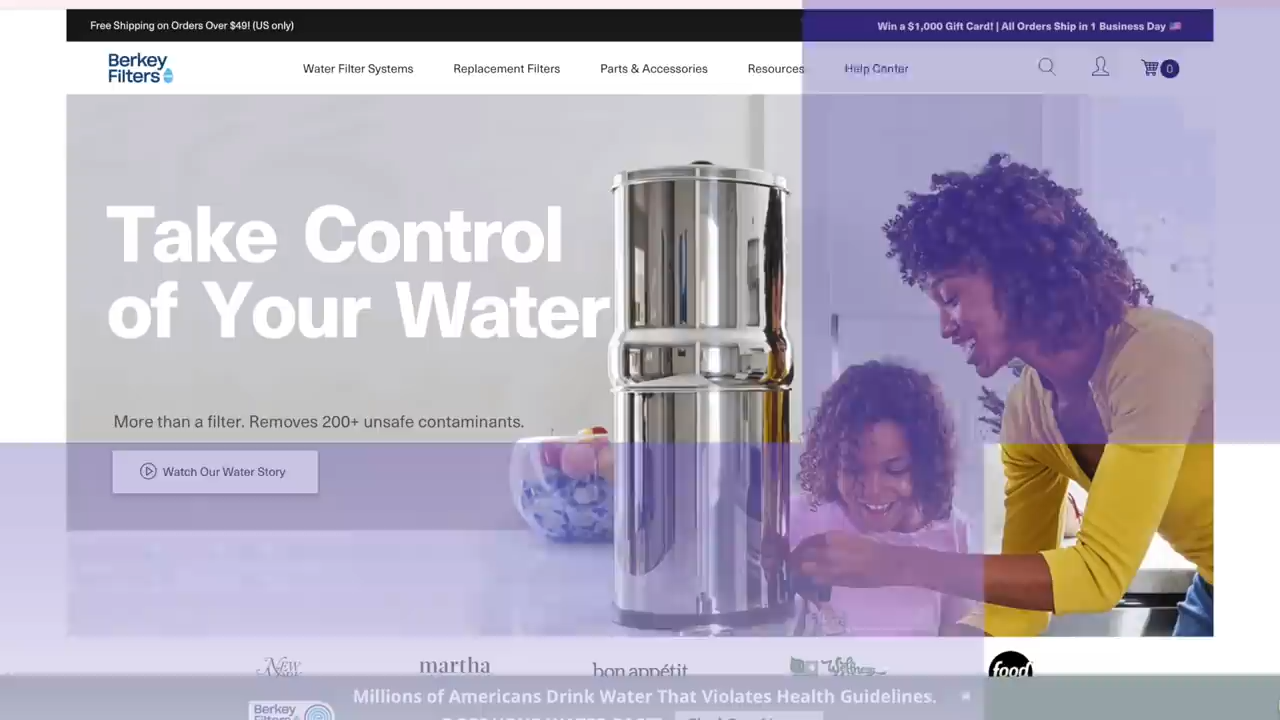 Free Shipping on Orders Over $49! (US only)
Win a $1,000 Gift Card! | All Orders Ship in 1 Business Day
Berkey
Filters
Water Filter Systems
Replacement Filters
Parts & Accessories
Resources
Help Center
0
Take Control
of Your Water
More than a filter. Removes 200+ unsafe contaminants.
Watch Our Water Story
New
martha
bon appétit
food
Millions of Americans Drink Water That Violates Health Guidelines.
Berkey
Filters